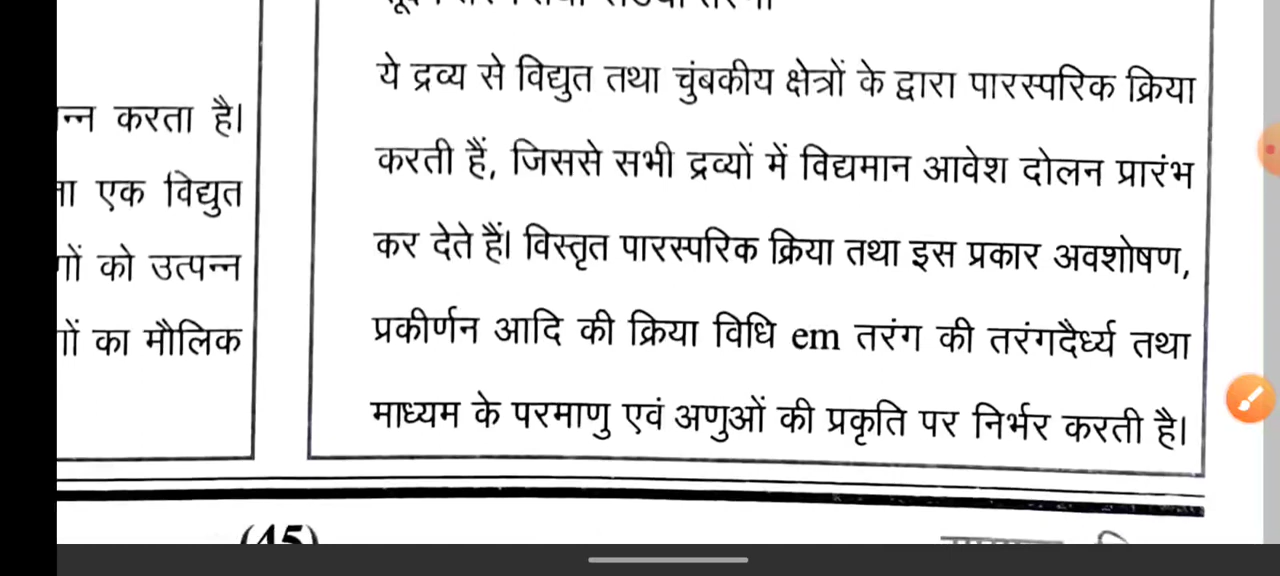 ये द्रव्य से विद्युत तथा चुंबकीय क्षेत्रों के द्वारा पारस्परिक क्रिया
करती हैं, जिससे सभी द्रव्यों में विद्यमान आवेश दोलन प्रारंभ
कर देते हैं। विस्तृत पारस्परिक क्रिया तथा इस प्रकार अवशोषण,
प्रकीर्णन आदि की क्रिया विधि em तरंग की तरंगदैर्ध्य तथा
माध्यम के परमाणु एवं अणुओं की प्रकृति पर निर्भर करती है।
करता है।
एक विद्युत
को उत्पन्न
का मौलिक
(45)